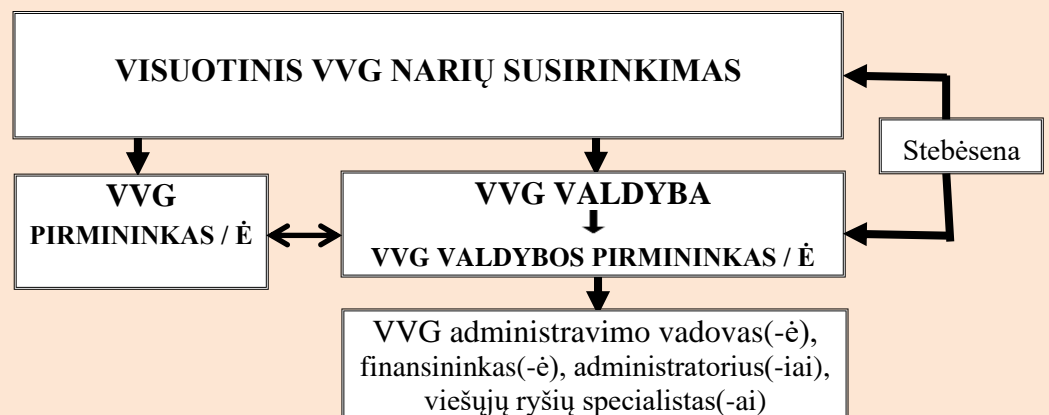 VISUOTINIS VVG NARIŲ SUSIRINKIMAS
Stebėsena
VVG
PIRMININKAS / Ė
VVG VALDYBA
VVG VALDYBOS PIRMININKAS / Ė
VVG administravimo vadovas(-ė),
finansininkas(-ė), administratorius(-iai),
viešųjų ryšių specialistas(-ai)